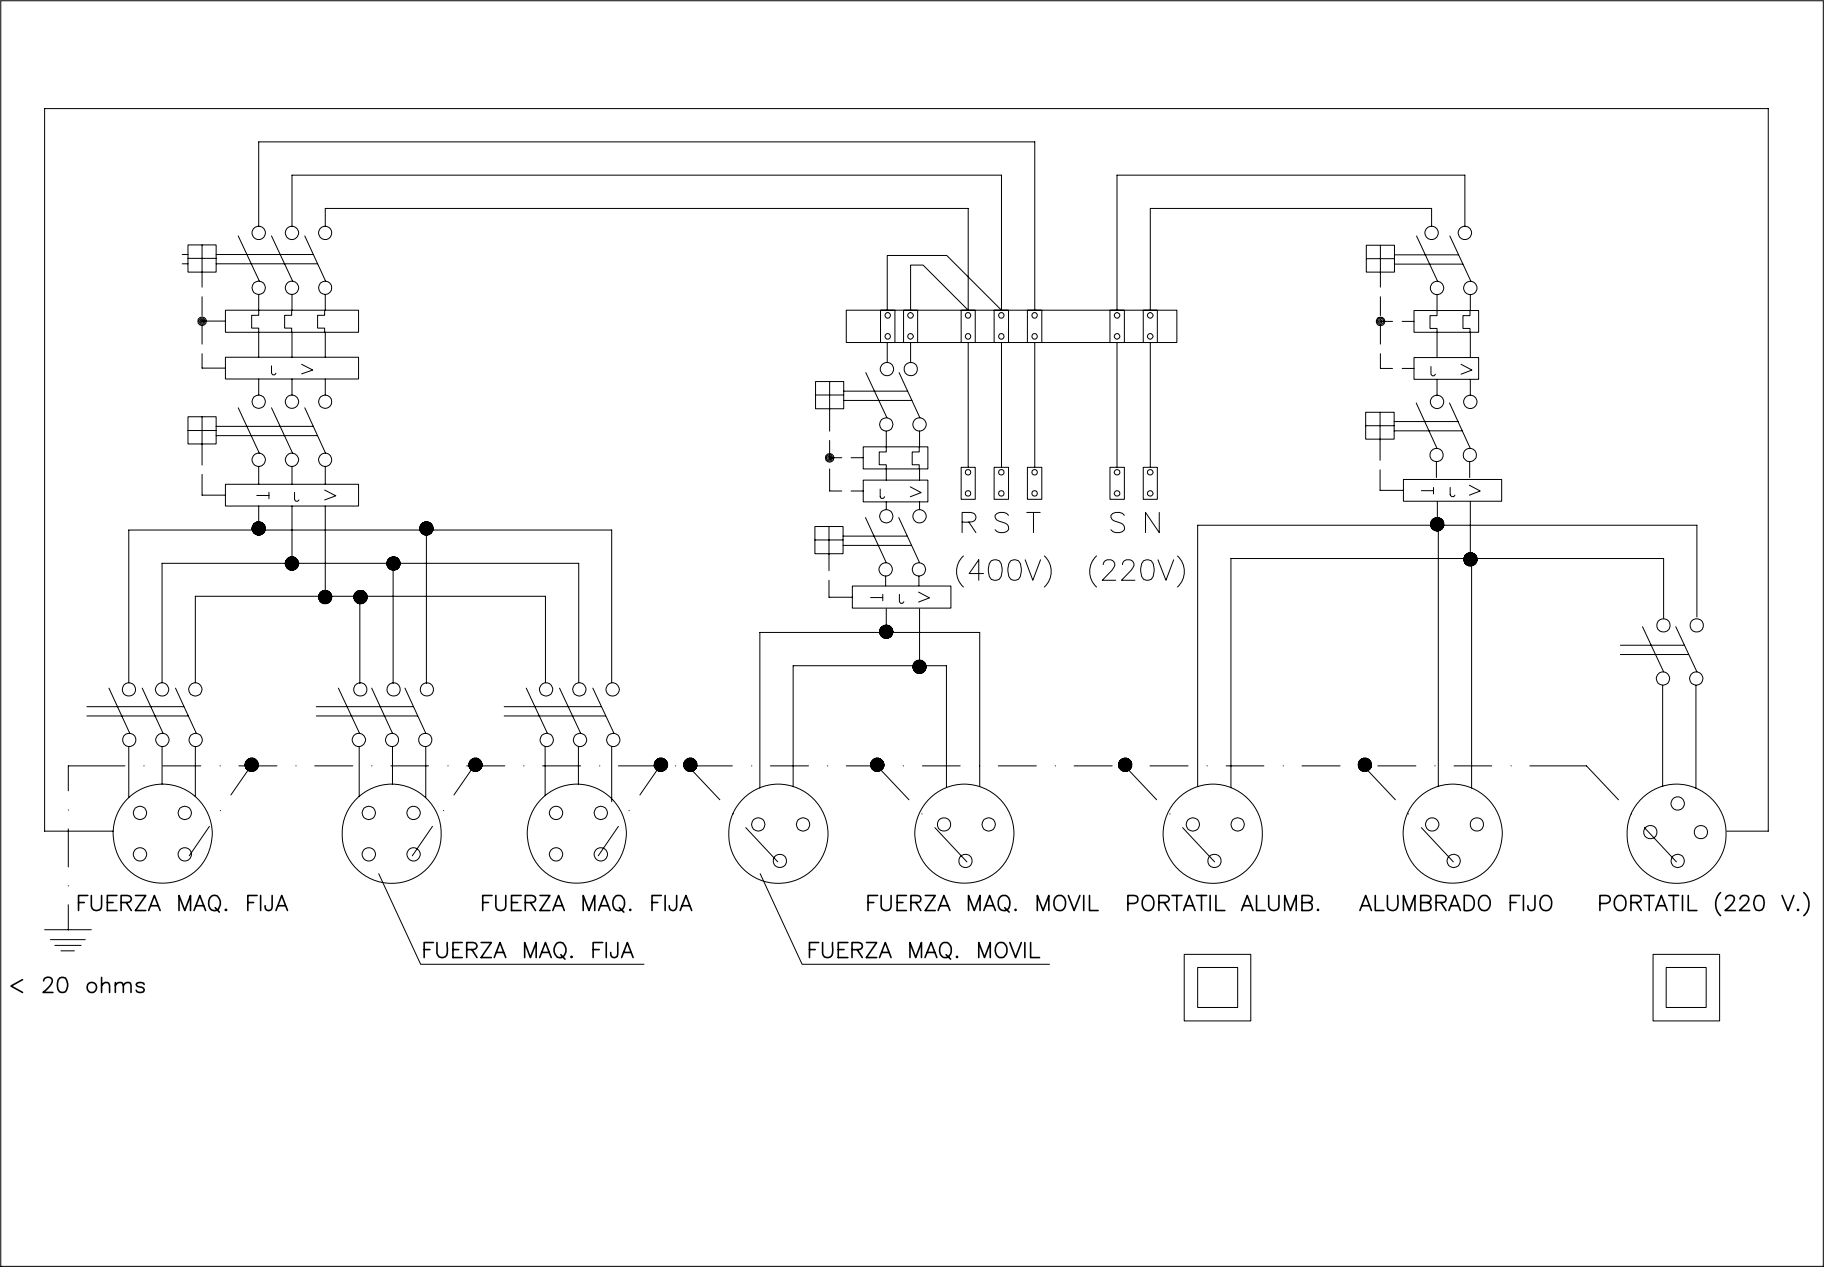 R S T S N
(400V) (220V)
FUERZA MAQ. FIJA FUERZA MAQ. FIJA FUERZA MAQ. MOVIL PORTATIL ALUMB. ALUMBRADO FIJO PORTATIL (220 V.)
FUERZA MAQ. FIJA FUERZA MAQ. MOVIL
< 20 ohms